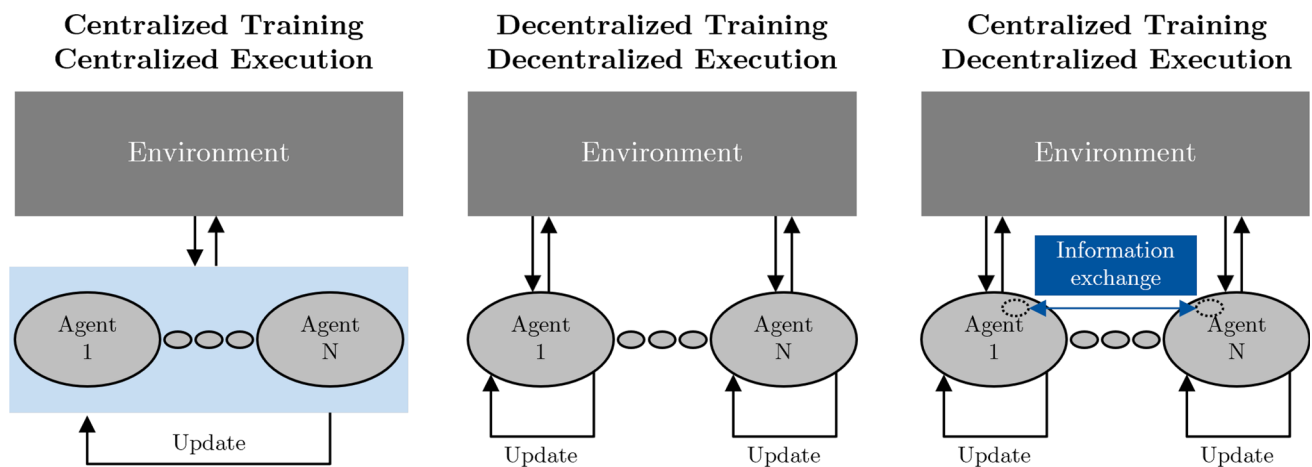 Centralized Training
Centralized Execution
Environment
Agent
1
Agent
N
Update
Decentralized Training
Decentralized Execution
Environment
Agent
1
Agent
N
Update
Update
Centralized Training
Decentralized Execution
Environment
Information
exchange
Agent
1
Agent
N
Update
Update